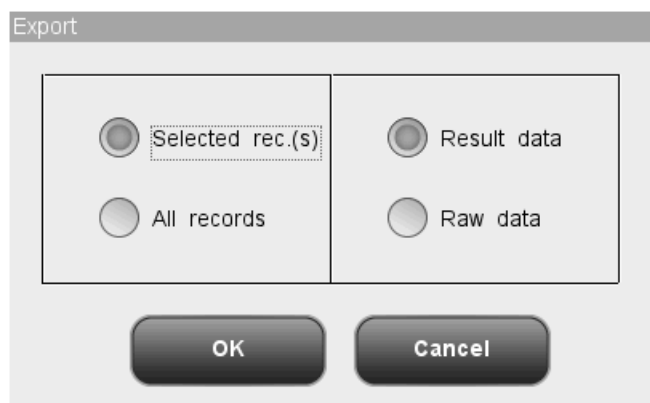 Export
Selected rec.(s)
Result data
All records
Raw data
OK
Cancel